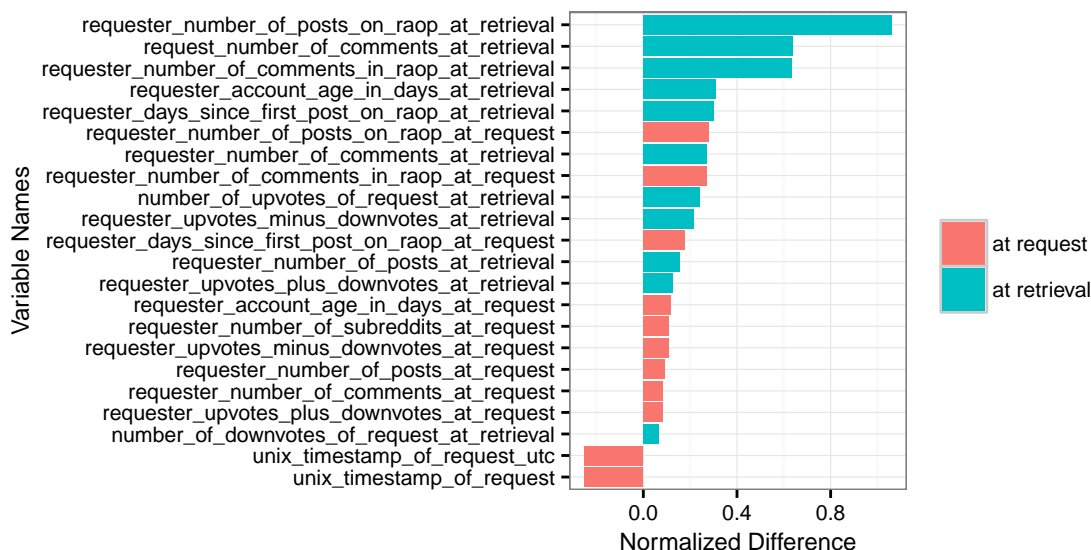 requester_number_of_posts_on_raop_at_retrieval
request_number_of_comments_at_retrieval
requester_number_of_comments_in_raop_at_retrieval
requester_account_age_in_days_at_retrieval
requester_days_since_first_post_on_raop_at_retrieval
requester_number_of_posts_on_raop_at_request
requester_number_of_comments_at_retrieval
requester_number_of_comments_in_raop_at_request
number_of_upvotes_of_request_at_retrieval
requester_upvotes_minus_downvotes_at_retrieval
requester_days_since_first_post_on_raop_at_request
requester_number_of_posts_at_retrieval
requester_upvotes_plus_downvotes_at_retrieval
requester_account_age_in_days_at_request
requester_number_of_subreddits_at_request
requester_upvotes_minus_downvotes_at_request
requester_number_of_posts_at_request
requester_number_of_comments_at_request
requester_upvotes_plus_downvotes_at_request
number_of_downvotes_of_request_at_retrieval
unix_timestamp_of_request_utc
unix_timestamp_of_request
Variable Names
0.0 0.4 0.8
Normalized Difference
at request
at retrieval